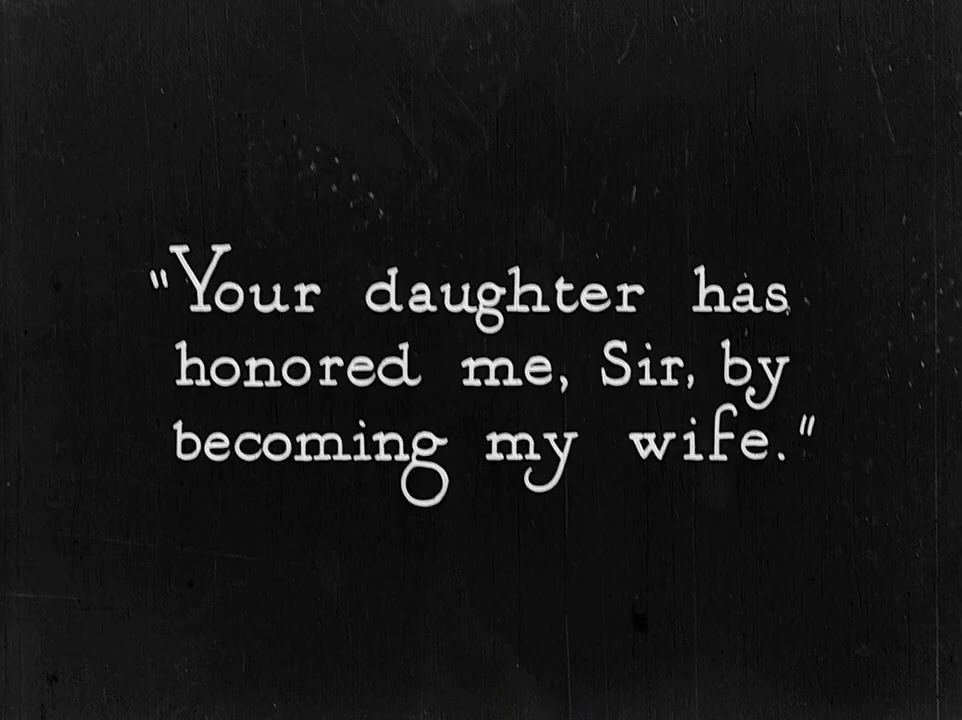 "Your daughter has
honored me, Sir, by
becoming my wife."